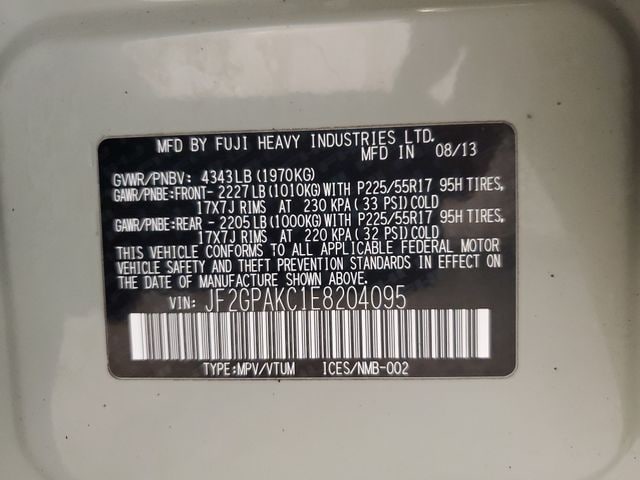 MFD BY FUJI HEAVY INDUSTRIES LTD.
MFD IN 08/13
GVWR/PNBV: 4343LB(1970KG)
GAWR/PNBE:FRONT- 2227LB(1010KG)WITH P225/55R17 95H TIRES,
17X7J RIMS AT 230 KPA( 33 PSI)COLD
GAWR/PNBE:REAR - 2205LB(1000KG)WITH P225/55R17 95H TIRES,
17X7J RIMS AT 220 KPA( 32 PSI)COLD
THIS VEHICLE CONFORMS TO ALL APPLICABLE FEDERAL MOTOR
VEHICLE SAFETY AND THEFT PREVENTION STANDARDS IN EFFECT ON
THE DATE OF MANUFACTURE SHOWN ABOVE.
VIN: JF2GPAKC1E8204095
TYPE:MPV/VTUM ICES/NMB-002